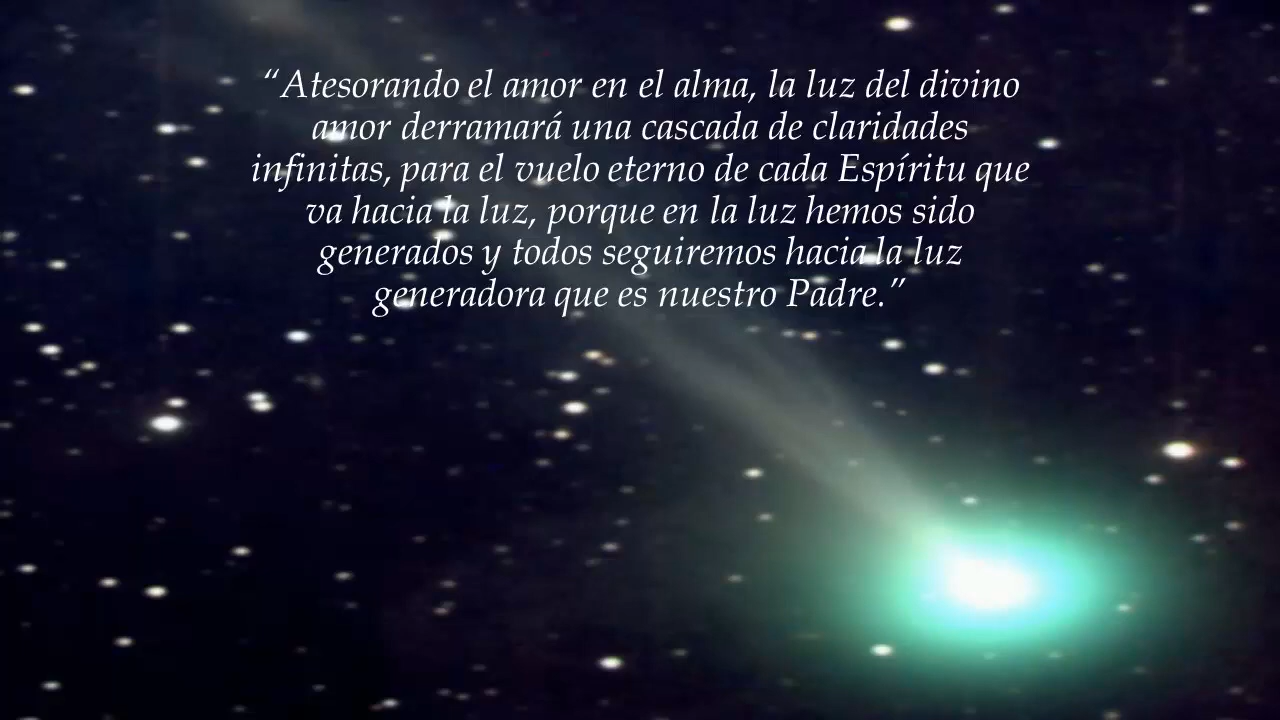 “Atesorando el amor en el alma, la luz del divino
amor derramará una cascada de claridades
infinitas, para el vuelo eterno de cada Espíritu que
va hacia la luz, porque en la luz hemos sido
generados y todos seguiremos hacia la luz
generadora que es nuestro Padre.”